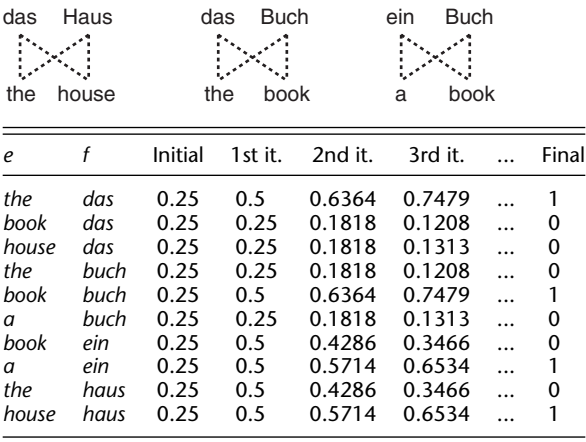 das Haus das Buch ein Buch
the house the book a book
e f Initial 1st it. 2nd it. 3rd it. ... Final
the das 0.25 0.5 0.6364 0.7479 ... 1
book das 0.25 0.25 0.1818 0.1208 ... 0
house das 0.25 0.25 0.1818 0.1313 ... 0
the buch 0.25 0.25 0.1818 0.1208 ... 0
book buch 0.25 0.5 0.6364 0.7479 ... 1
a buch 0.25 0.25 0.1818 0.1313 ... 0
book ein 0.25 0.5 0.4286 0.3466 ... 0
a ein 0.25 0.5 0.5714 0.6534 ... 1
the haus 0.25 0.5 0.4286 0.3466 ... 0
house haus 0.25 0.5 0.5714 0.6534 ... 1